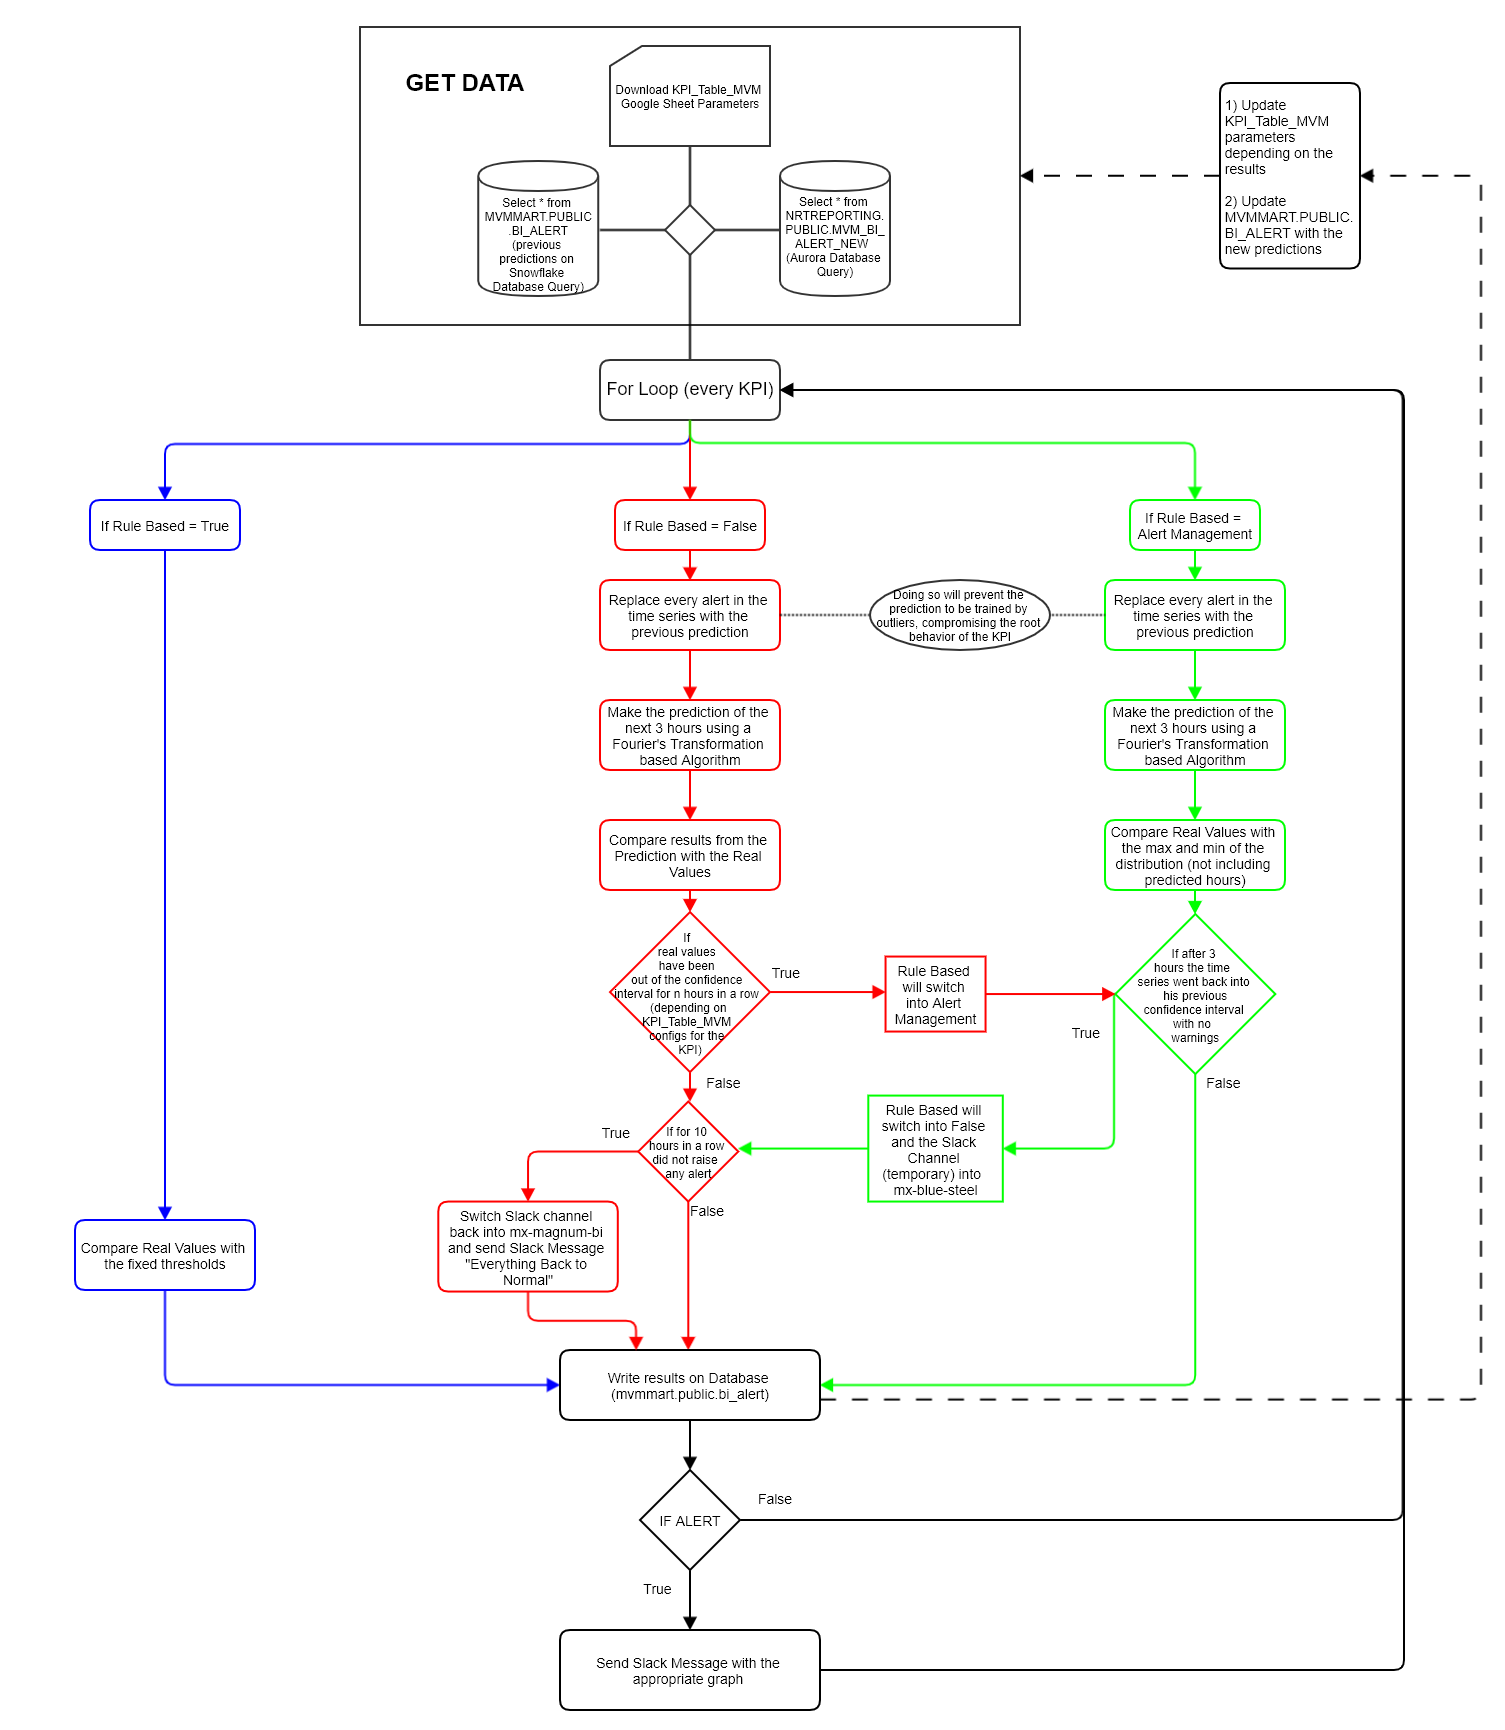 GET DATA
Download KPI_Table_MVM
Google Sheet Parameters
Select * from
MVMMART.PUBLIC
.BI_ALERT
(previous
predictions on
Snowflake
Database Query)
Select * from
NRTREPORTING.
PUBLIC.MVM_BI_
ALERT_NEW
(Aurora Database
Query)
1) Update
KPI_Table_MVM
parameters
depending on the
results
2) Update
MVMMART.PUBLIC.
BI_ALERT with the
new predictions
For Loop (every KPI)
If Rule Based = True
If Rule Based = False
If Rule Based =
Alert Management
Replace every alert in the
time series with the
previous prediction
Doing so will prevent the
prediction to be trained by
outliers, compromising the root
behavior of the KPI
Replace every alert in the
time series with the
previous prediction
Make the prediction of the
next 3 hours using a
Fourier's Transformation
based Algorithm
Make the prediction of the
next 3 hours using a
Fourier's Transformation
based Algorithm
Compare results from the
Prediction with the Real
Values
Compare Real Values with
the max and min of the
distribution (not including
predicted hours)
If
real values
have been
out of the confidence
interval for n hours in a row
(depending on
KPI_Table_MVM
configs for the
KPI)
True
Rule Based
will switch
into Alert
Management
If after 3
hours the time
series went back into
his previous
confidence interval
with no
warnings
True
False
False
Rule Based will
switch into False
and the Slack
Channel
(temporary) into
mx-blue-steel
True
If for 10
hours in a row
did not raise
any alert
False
Switch Slack channel
back into mx-magnum-bi
and send Slack Message
"Everything Back to
Normal"
Compare Real Values with
the fixed thresholds
Write results on Database
(mvmmart.public.bi_alert)
IF ALERT
False
True
Send Slack Message with the
appropriate graph